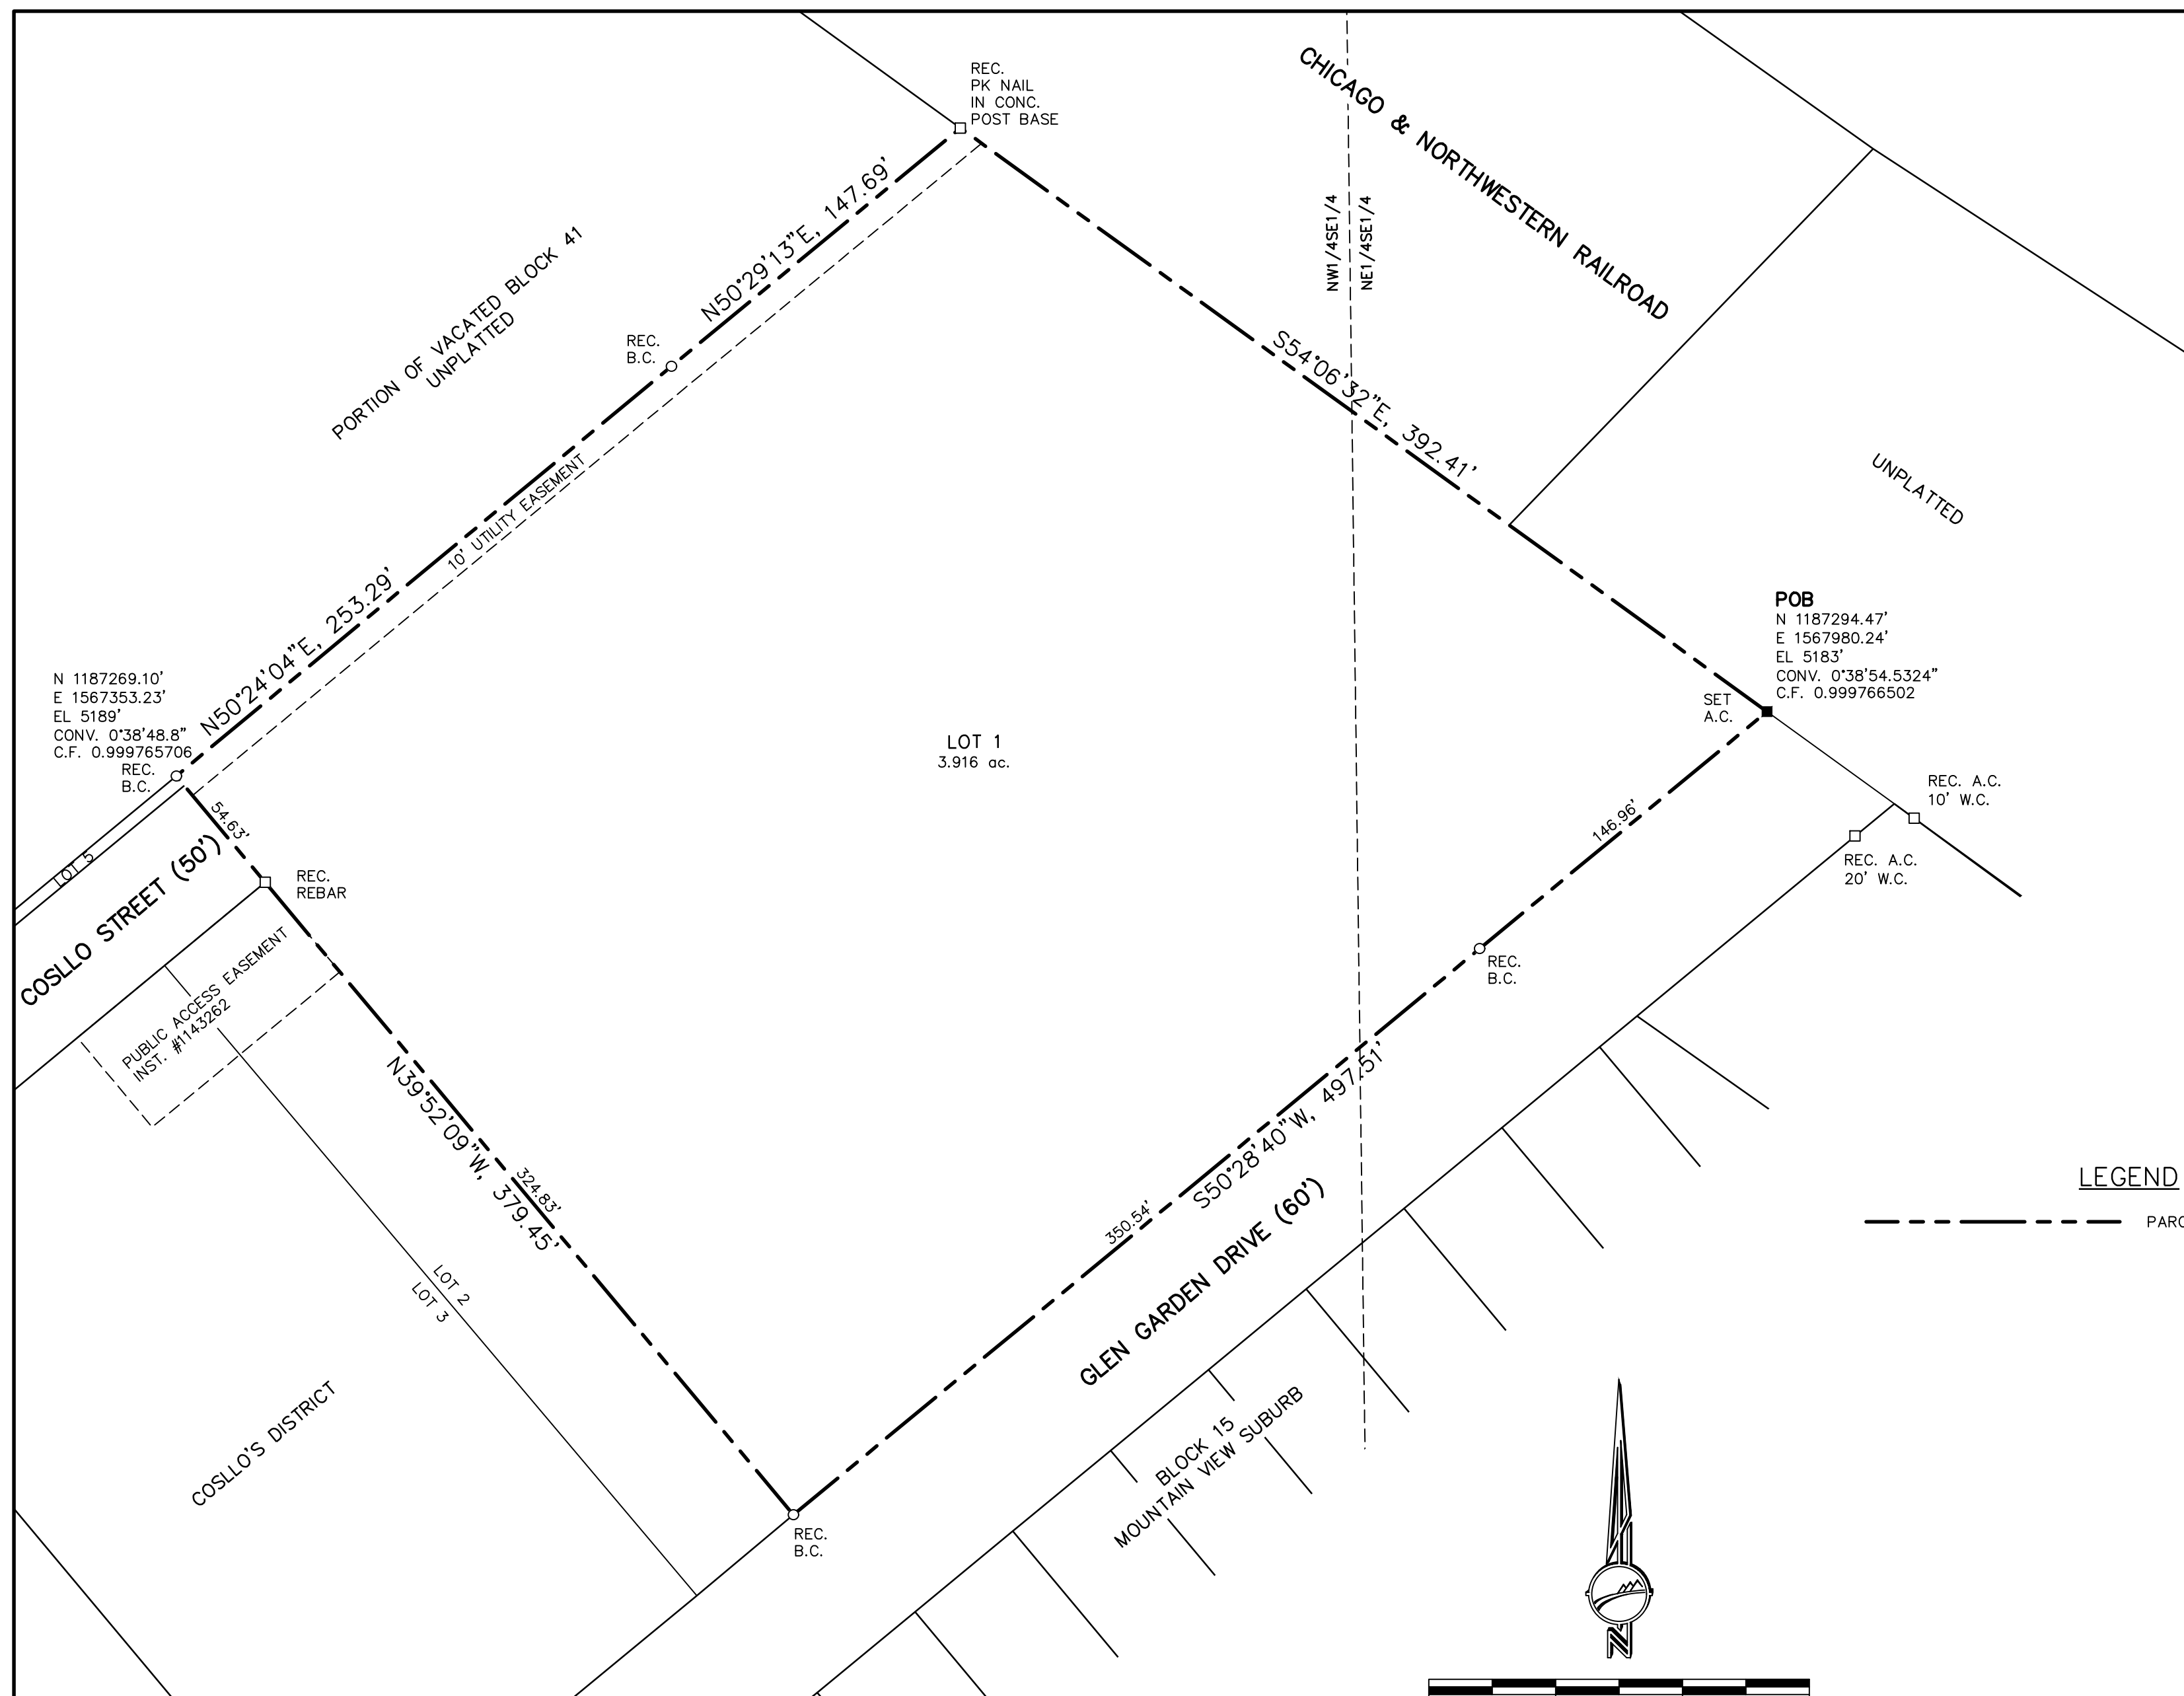 REC.
PK NAIL
IN CONC.
POST BASE
CHICAGO & NORTHWESTERN RAILROAD
N50°29'13"E, 147.69'
NW1/4SE1/4
NE1/4SE1/4
PORTION OF VACATED BLOCK 41
UNPLATTED
REC.
B.C.
S54°06'32"E, 392.41'
UNPLATTED
10' UTILITY EASEMENT
N50°24'04"E, 253.29'
POB
N 1187294.47'
E 1567980.24'
EL 5183'
CONV. 0°38'54.5324"
C.F. 0.999766502
SET
A.C.
N 1187269.10'
E 1567353.23'
EL 5189'
CONV. 0°38'48.8"
C.F. 0.999765706
REC.
B.C.
LOT 1
3.916 ac.
54.63'
LOT 5
COSLLO STREET (50')
REC.
REBAR
146.96'
REC. A.C.
10' W.C.
REC. A.C.
20' W.C.
REC.
B.C.
PUBLIC ACCESS EASEMENT
INST. #1143262
N39°52'09"W, 379.45'
324.83'
S50°28'40"W, 497.51'
350.54'
GLEN GARDEN DRIVE (60')
LEGEND
LOT 2
LOT 3
COSLLO'S DISTRICT
BLOCK 15
MOUNTAIN VIEW SUBURB
REC.
B.C.
N